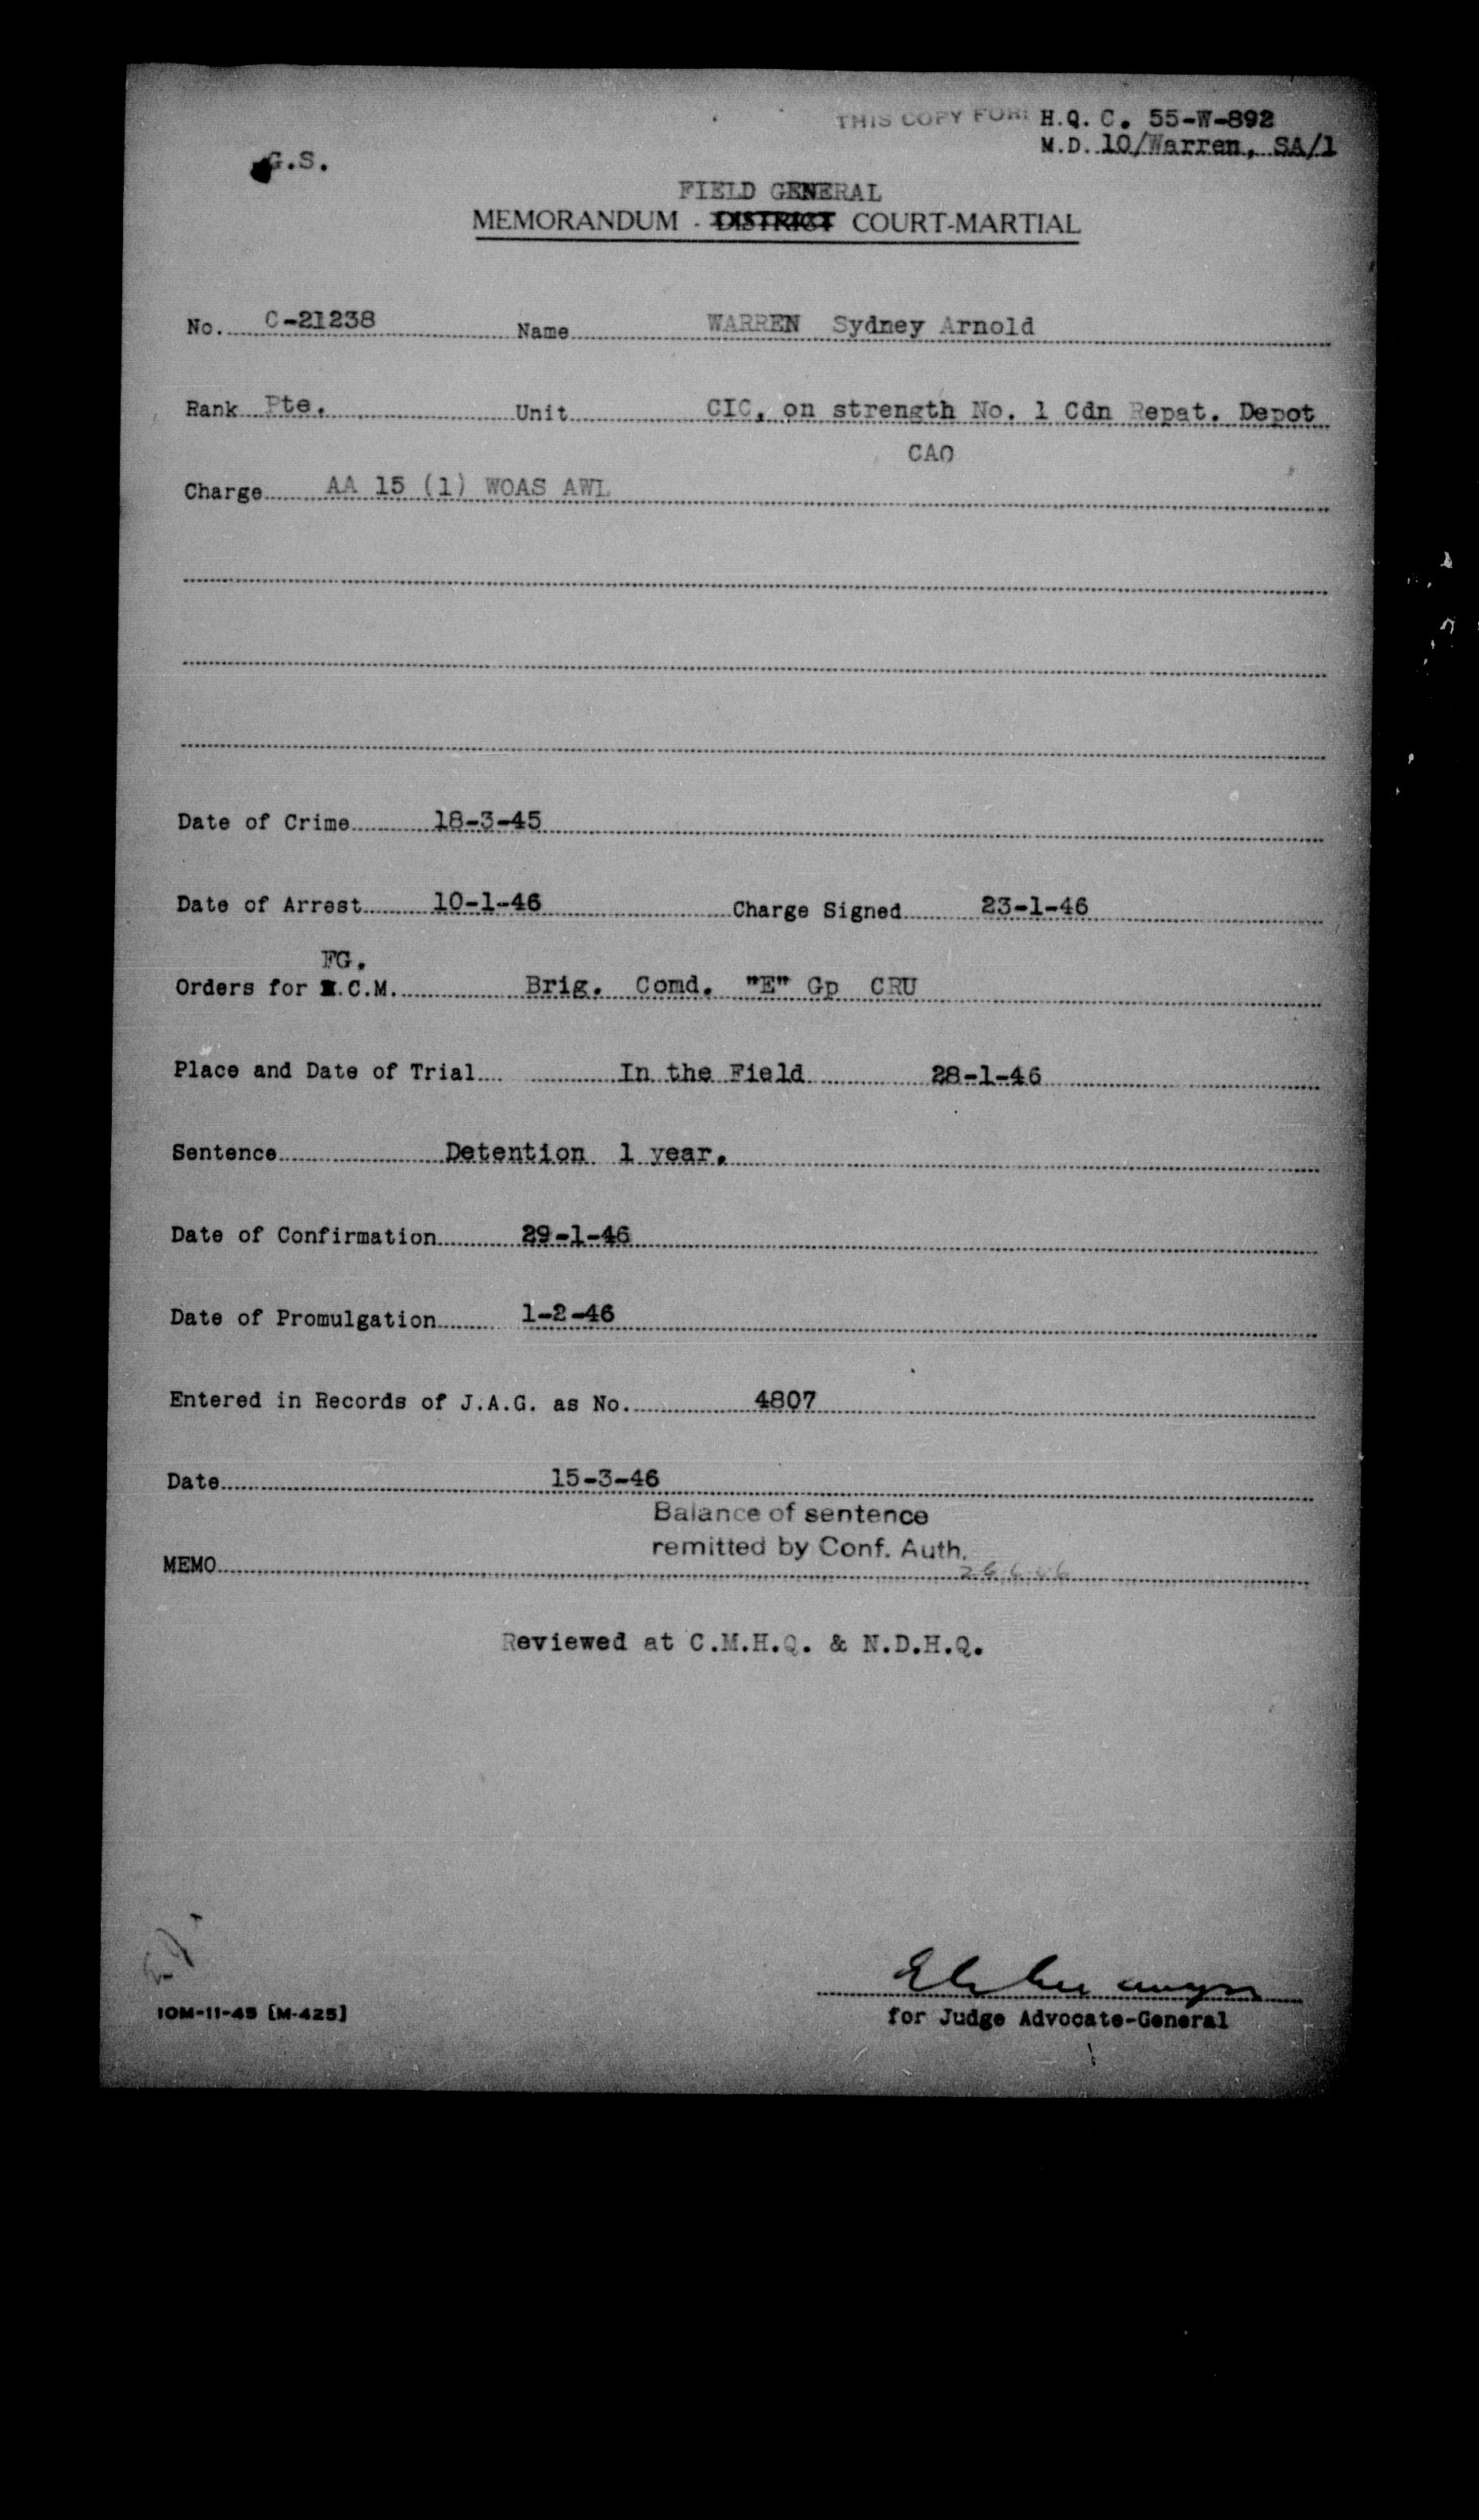 THIS COPY FOR: H.Q. C. 55-W-892
M.D. 10/Warren, SA/1
G.S.
FIELD GENERAL
MEMORANDUM - DISTRICT COURT-MARTIAL
No. C-21238 Name WARREN Sydney Arnold
Rank Pte. Unit CIC, on strength No. 1 Cdn Repat. Depot
CAO
Charge AA 15 (1) WOAS AWL
Date of Crime 18-3-45
Date of Arrest 10-1-46 Charge Signed 23-1-46
FG.
Orders for .C.M. Brig. Comd. "E" Gp CRU
Place and Date of Trial In the Field 28-1-46
Sentence Detention 1 year.
Date of Confirmation 29-1-46
Date of Promulgation 1-2-46
Entered in Records of J.A.G. as No. 4807
Date 15-3-46
Balance of sentence
remitted by Conf. Auth.
MEMO
Reviewed at C.M.H.Q. & N.D.H.Q.
10M-11-45 [M-425]
for Judge Advocate-General